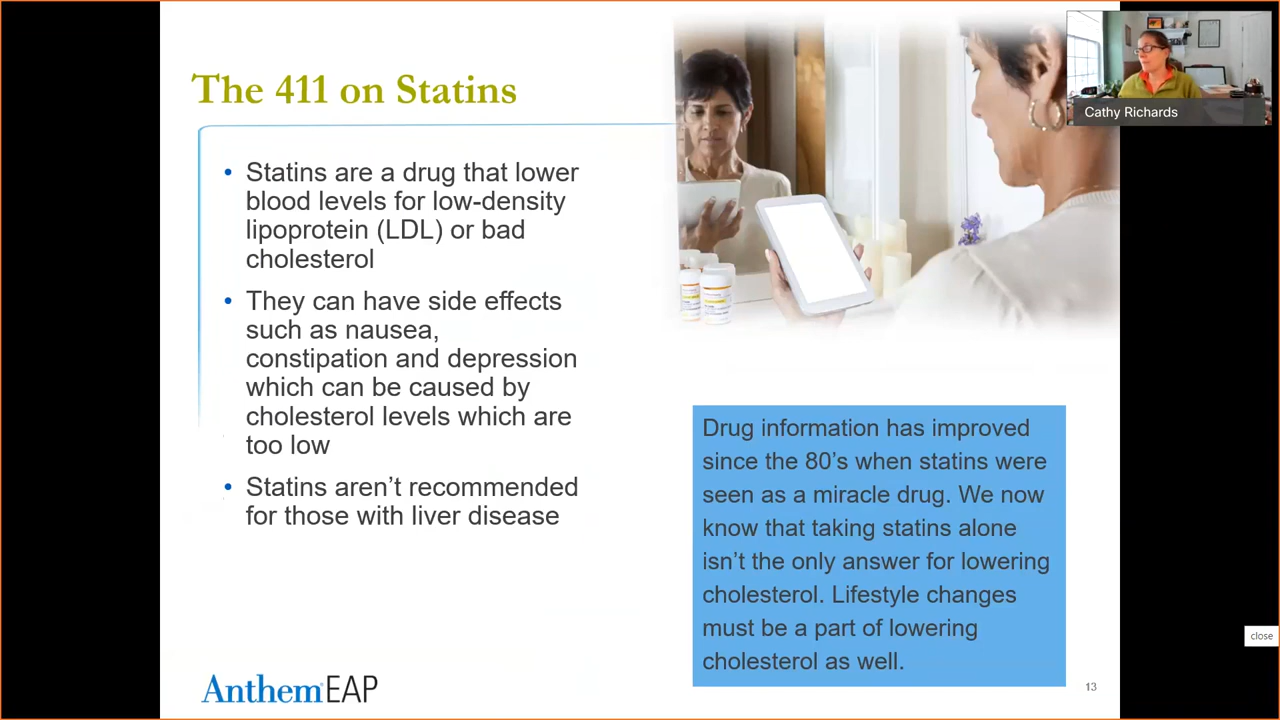 The 411 on Statins
Cathy Richards
• Statins are a drug that lower
blood levels for low-density
lipoprotein (LDL) or bad
cholesterol
• They can have side effects
such as nausea,
constipation and depression
which can be caused by
cholesterol levels which are
too low
• Statins aren’t recommended
for those with liver disease
Drug information has improved
since the 80’s when statins were
seen as a miracle drug. We now
know that taking statins alone
isn’t the only answer for lowering
cholesterol. Lifestyle changes
must be a part of lowering
cholesterol as well.
close
Anthem EAP
13